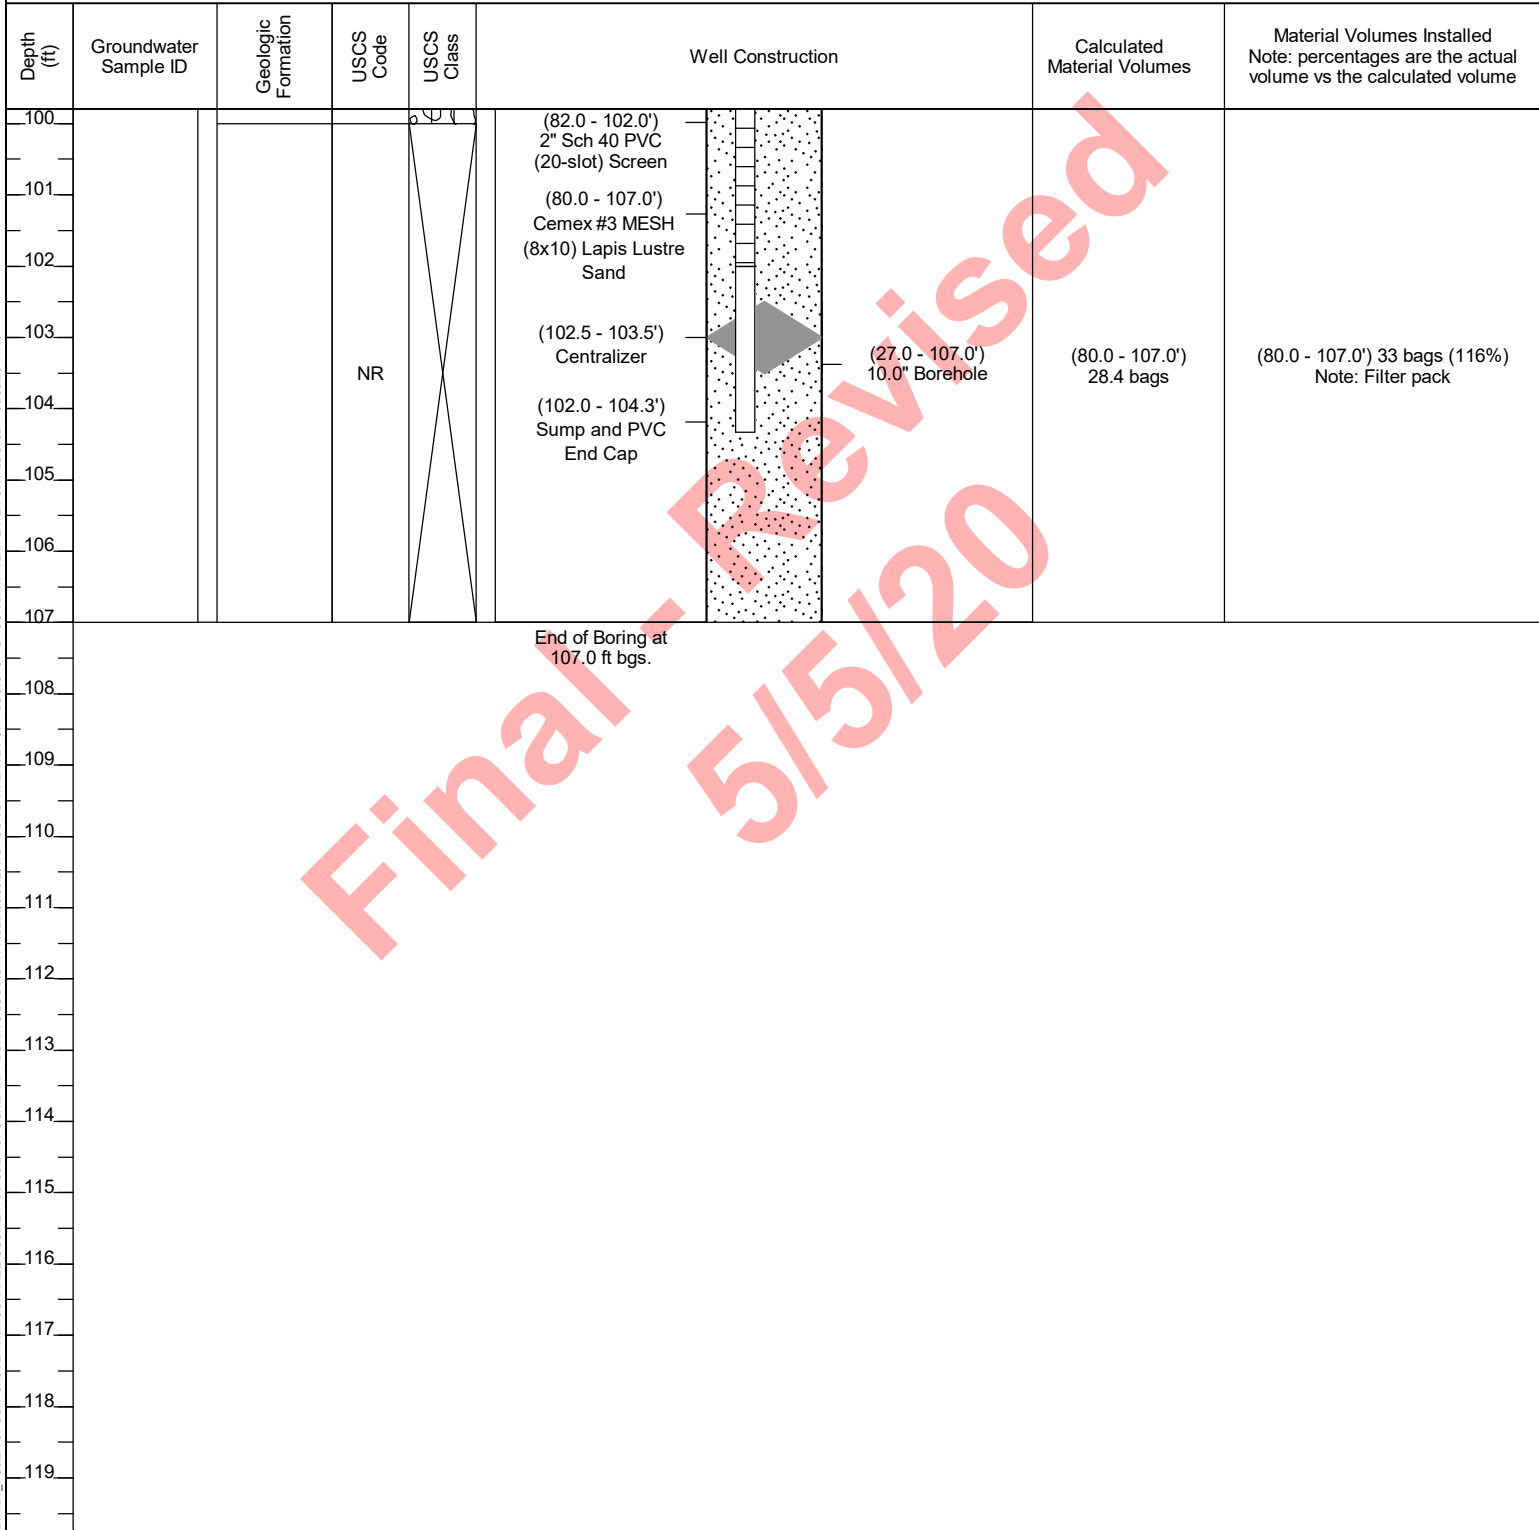 Depth
(ft)
Groundwater
Sample ID
Geologic
Formation
USCS
Code
USCS
Class
Well Construction
Calculated
Material Volumes
Material Volumes Installed
Note: percentages are the actual
volume vs the calculated volume
100
101
102
103
104
105
106
107
108
109
110
111
112
113
114
115
116
117
118
119
NR
(82.0 - 102.0')
2" Sch 40 PVC
(20-slot) Screen
(80.0 - 107.0')
Cemex #3 MESH
(8x10) Lapis Lustre
Sand
(102.5 - 103.5')
Centralizer
(102.0 - 104.3')
Sump and PVC
End Cap
(27.0 - 107.0')
10.0" Borehole
(80.0 - 107.0')
28.4 bags
(80.0 - 107.0') 33 bags (116%)
Note: Filter pack
End of Boring at
107.0 ft bgs.
Final - Revised
5/5/20